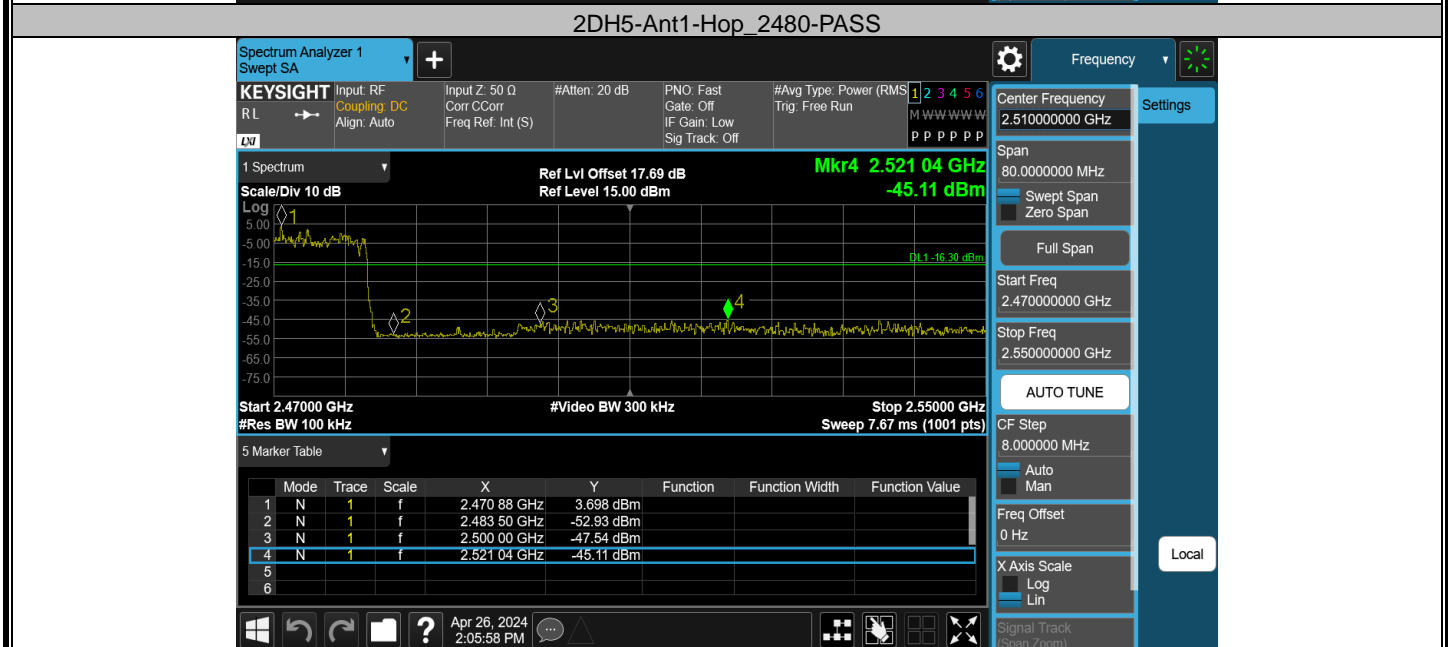 2DH5-Ant1-Hop_2480-PASS
Spectrum Analyzer 1
Swept SA
+
Frequency
KEYSIGHT
RL
LXI
Input: RF
Coupling: DC
Align: Auto
Input Z: 50 Ω
Corr CCorr
Freq Ref: Int (S)
#Atten: 20 dB
PNO: Fast
Gate: Off
IF Gain: Low
Sig Track: Off
#Avg Type: Power (RMS
Trig: Free Run
1 2 3 4 5 6
M W W W W W
P P P P P P
1 Spectrum
Scale/Div 10 dB
Ref Lvl Offset 17.69 dB
Ref Level 15.00 dBm
Mkr4 2.521 04 GHz
-45.11 dBm
Log
5.00
-5.00
-15.0
-25.0
-35.0
-45.0
-55.0
-65.0
-75.0
1
2
3
4
DL1 -16.30 dBm
Start 2.47000 GHz
#Video BW 300 kHz
Stop 2.55000 GHz
#Res BW 100 kHz
Sweep 7.67 ms (1001 pts)
5 Marker Table
Mode Trace Scale X Y Function Function Width Function Value
1 N 1 f 2.470 88 GHz 3.698 dBm
2 N 1 f 2.483 50 GHz -52.93 dBm
3 N 1 f 2.500 00 GHz -47.54 dBm
4 N 1 f 2.521 04 GHz -45.11 dBm
5
6
?
Apr 26, 2024
2:05:58 PM
Center Frequency
2.510000000 GHz
Settings
Span
80.0000000 MHz
Swept Span
Zero Span
Full Span
Start Freq
2.470000000 GHz
Stop Freq
2.550000000 GHz
AUTO TUNE
CF Step
8.000000 MHz
Auto
Man
Freq Offset
0 Hz
Local
X Axis Scale
Log
Lin
Signal Track
(Span Zoom)